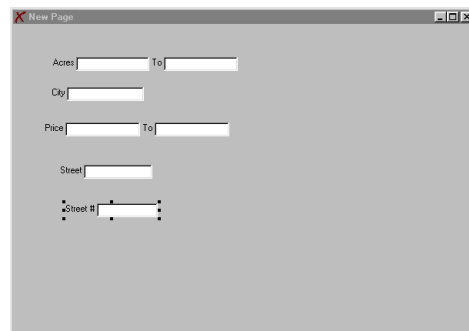 New Page
Acres To
City
Price To
Street
Street #